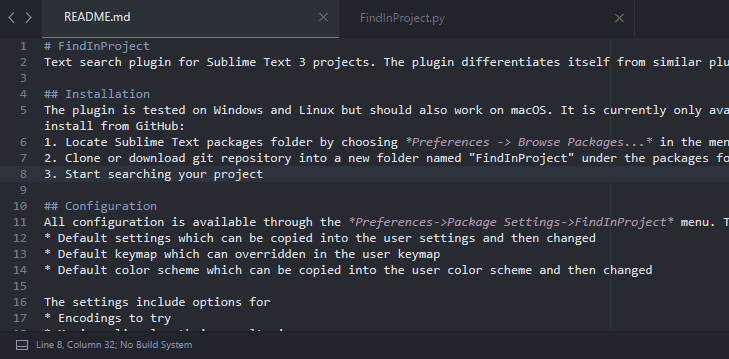 README.md
FindInProject.py
1 # FindInProject
2 Text search plugin for Sublime Text 3 projects. The plugin differentiates itself from similar plu
3
4 ## Installation
5 The plugin is tested on Windows and Linux but should also work on macOS. It is currently only ava
install from GitHub:
6 1. Locate Sublime Text packages folder by choosing *Preferences -> Browse Packages...* in the men
7 2. Clone or download git repository into a new folder named "FindInProject" under the packages fo
8 3. Start searching your project
9
10 ## Configuration
11 All configuration is available through the *Preferences->Package Settings->FindInProject* menu. T
12 * Default settings which can be copied into the user settings and then changed
13 * Default keymap which can overridden in the user keymap
14 * Default color scheme which can be copied into the user color scheme and then changed
15
16 The settings include options for
17 * Encodings to try
Line 8, Column 32; No Build System